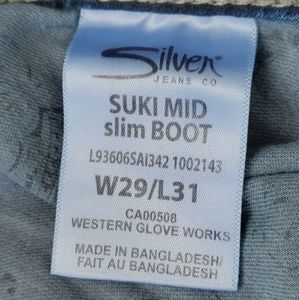 Silver
JEANS CO
SUKI MID
slim BOOT
L93606SAI342 1002143
W29/L31
CA00508
WESTERN GLOVE WORKS
MADE IN BANGLADESH/
FAIT AU BANGLADESH